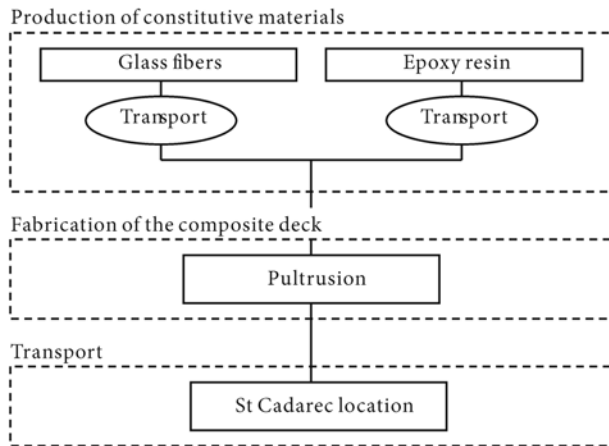 Production of constitutive materials
Glass fibers
Epoxy resin
Transport
Transport
Fabrication of the composite deck
Pultrusion
Transport
St Cadarec location